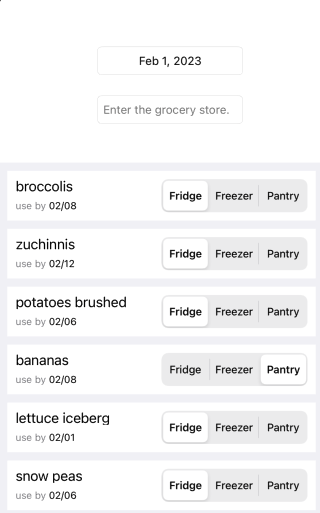 Feb 1, 2023
Enter the grocery store.
broccolis
use by 02/08
Fridge Freezer Pantry
zuchinnis
use by 02/12
Fridge Freezer Pantry
potatoes brushed
use by 02/06
Fridge Freezer Pantry
bananas
use by 02/08
Fridge Freezer Pantry
lettuce iceberg
use by 02/01
Fridge Freezer Pantry
snow peas
use by 02/06
Fridge Freezer Pantry